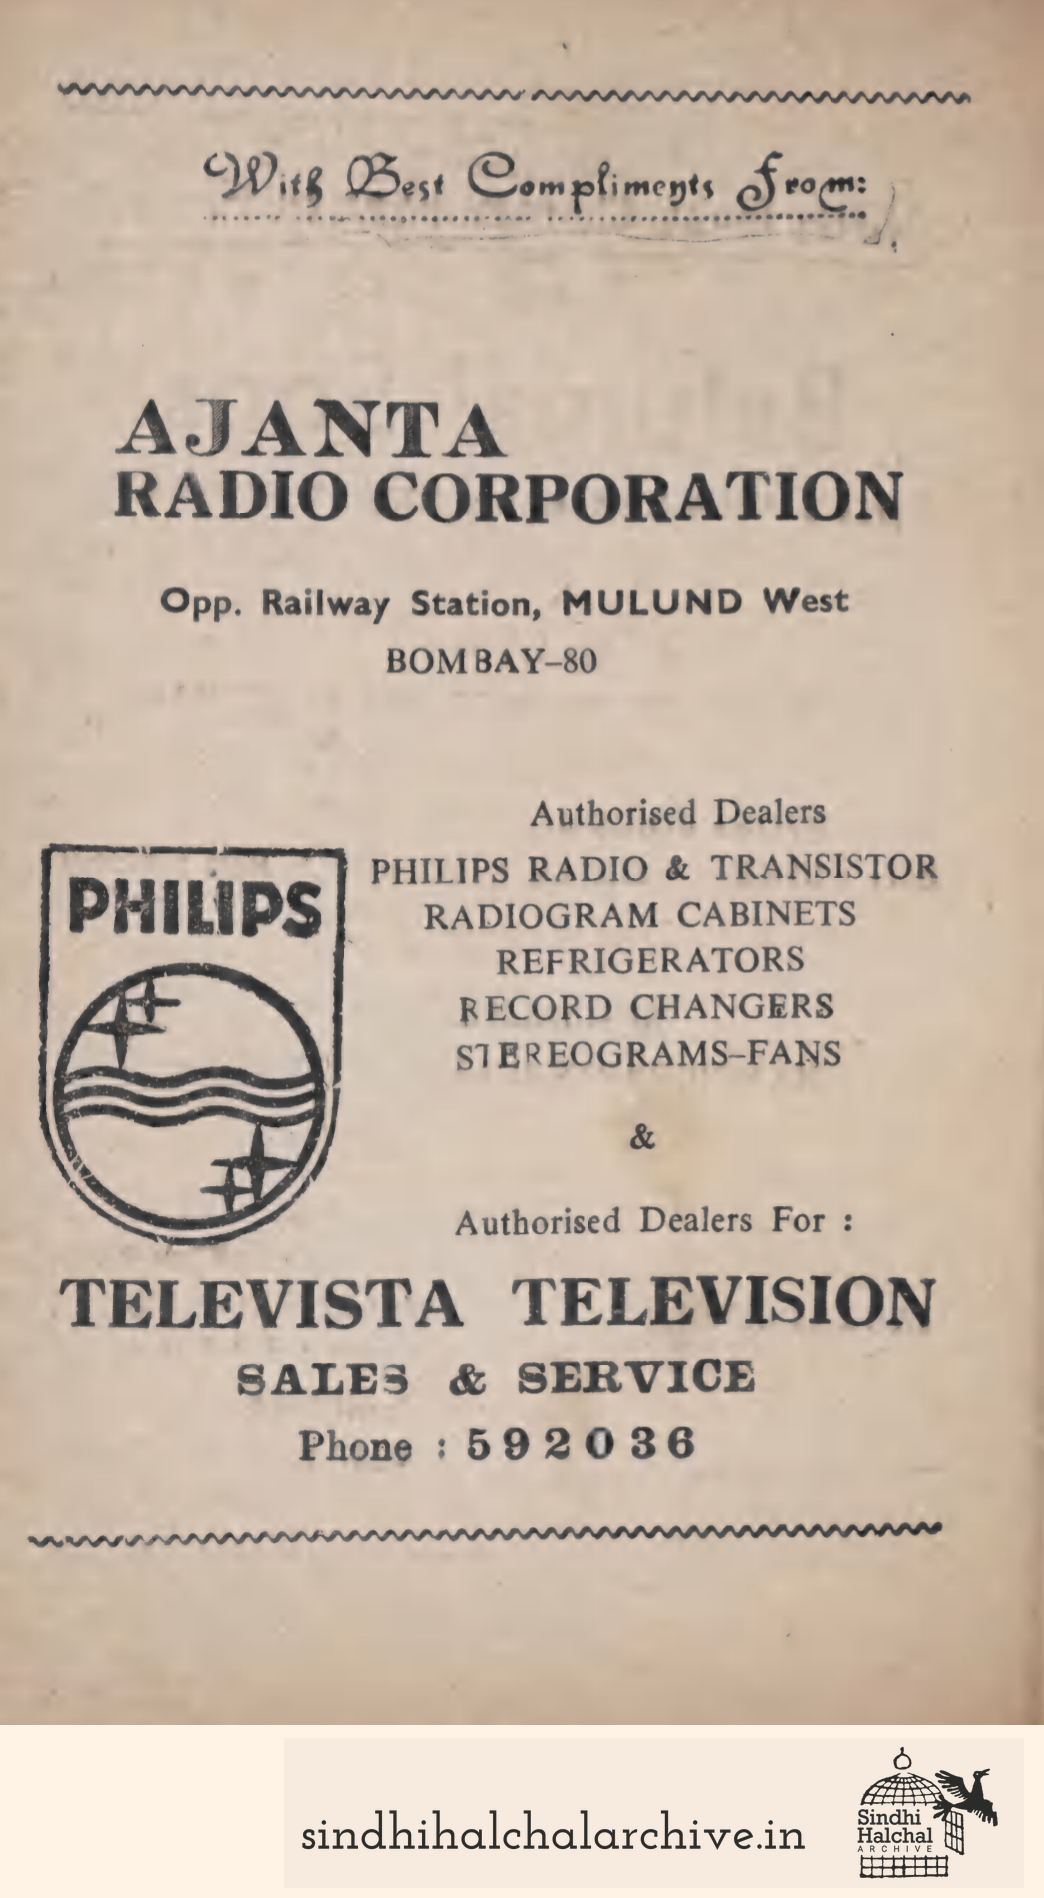 With Best Compliments From:
AJANTA
RADIO CORPORATION
Opp. Railway Station, MULUND West
BOMBAY-80
Authorised Dealers
PHILIPS
PHILIPS RADIO & TRANSISTOR
RADIOGRAM CABINETS
REFRIGERATORS
RECORD CHANGERS
STEREOGRAMS-FANS
&
Authorised Dealers For :
TELEVISTA TELEVISION
SALES & SERVICE
Phone : 592036
sindhihalchalarchive.in
Sindhi
Halchal
ARCHIVE